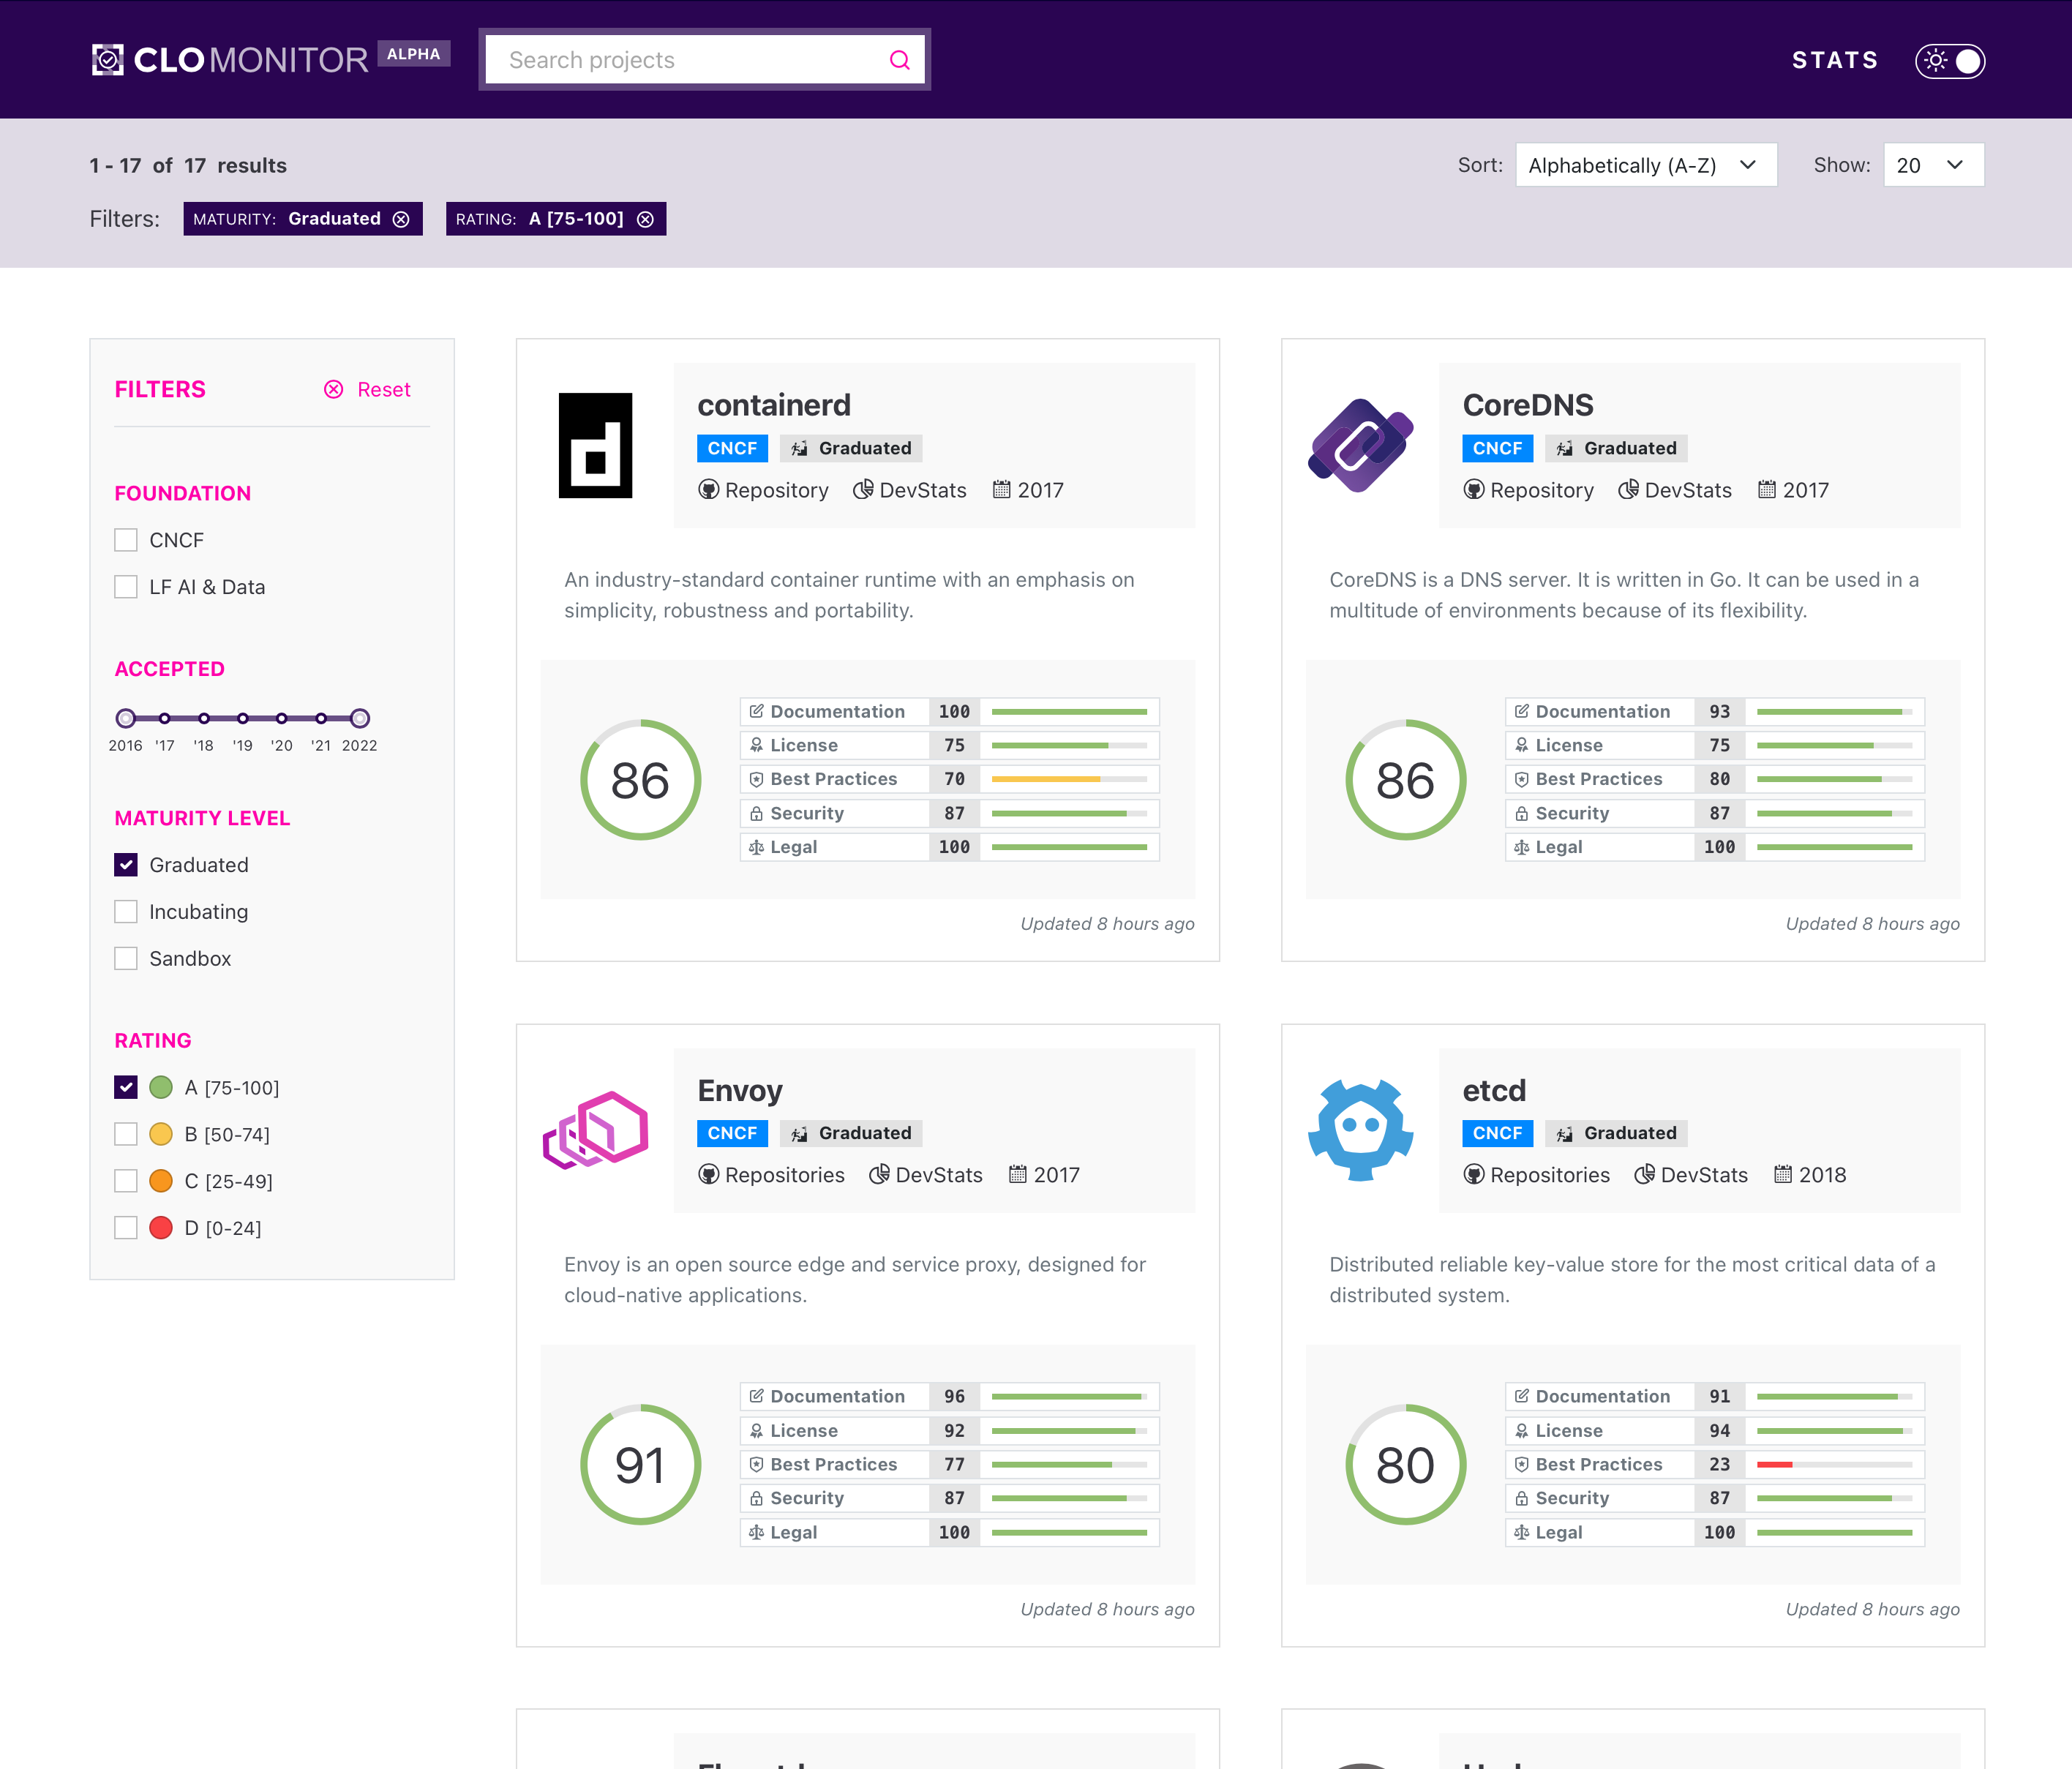 CLOMONITOR ALPHA
Search projects
STATS
1 - 17 of 17 results
Sort: Alphabetically (A-Z)
Show: 20
Filters: MATURITY: Graduated RATING: A [75-100]
FILTERS Reset
FOUNDATION
CNCF
LF AI & Data
ACCEPTED
2016 '17 '18 '19 '20 '21 2022
MATURITY LEVEL
Graduated
Incubating
Sandbox
RATING
A [75-100]
B [50-74]
C [25-49]
D [0-24]
containerd
CNCF Graduated
Repository DevStats 2017
An industry-standard container runtime with an emphasis on
simplicity, robustness and portability.
86
Documentation 100
License 75
Best Practices 70
Security 87
Legal 100
Updated 8 hours ago
CoreDNS
CNCF Graduated
Repository DevStats 2017
CoreDNS is a DNS server. It is written in Go. It can be used in a
multitude of environments because of its flexibility.
86
Documentation 93
License 75
Best Practices 80
Security 87
Legal 100
Updated 8 hours ago
Envoy
CNCF Graduated
Repositories DevStats 2017
Envoy is an open source edge and service proxy, designed for
cloud-native applications.
91
Documentation 96
License 92
Best Practices 77
Security 87
Legal 100
Updated 8 hours ago
etcd
CNCF Graduated
Repositories DevStats 2018
Distributed reliable key-value store for the most critical data of a
distributed system.
80
Documentation 91
License 94
Best Practices 23
Security 87
Legal 100
Updated 8 hours ago